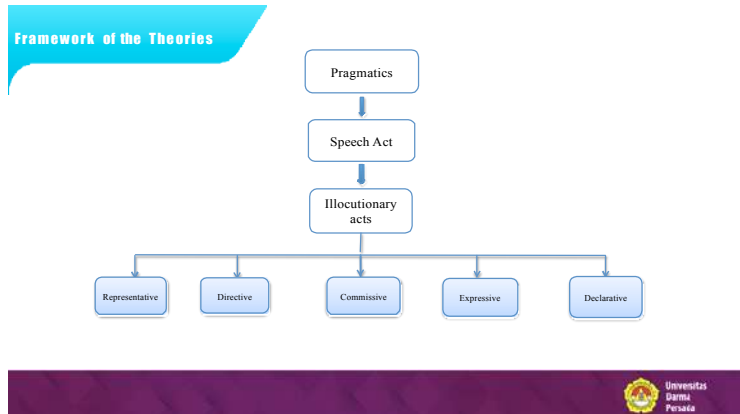 Framework of the Theories
Pragmatics
Speech Act
Illocutionary
acts
Representative
Directive
Commissive
Expressive
Declarative
Universitas
Darma
Persada